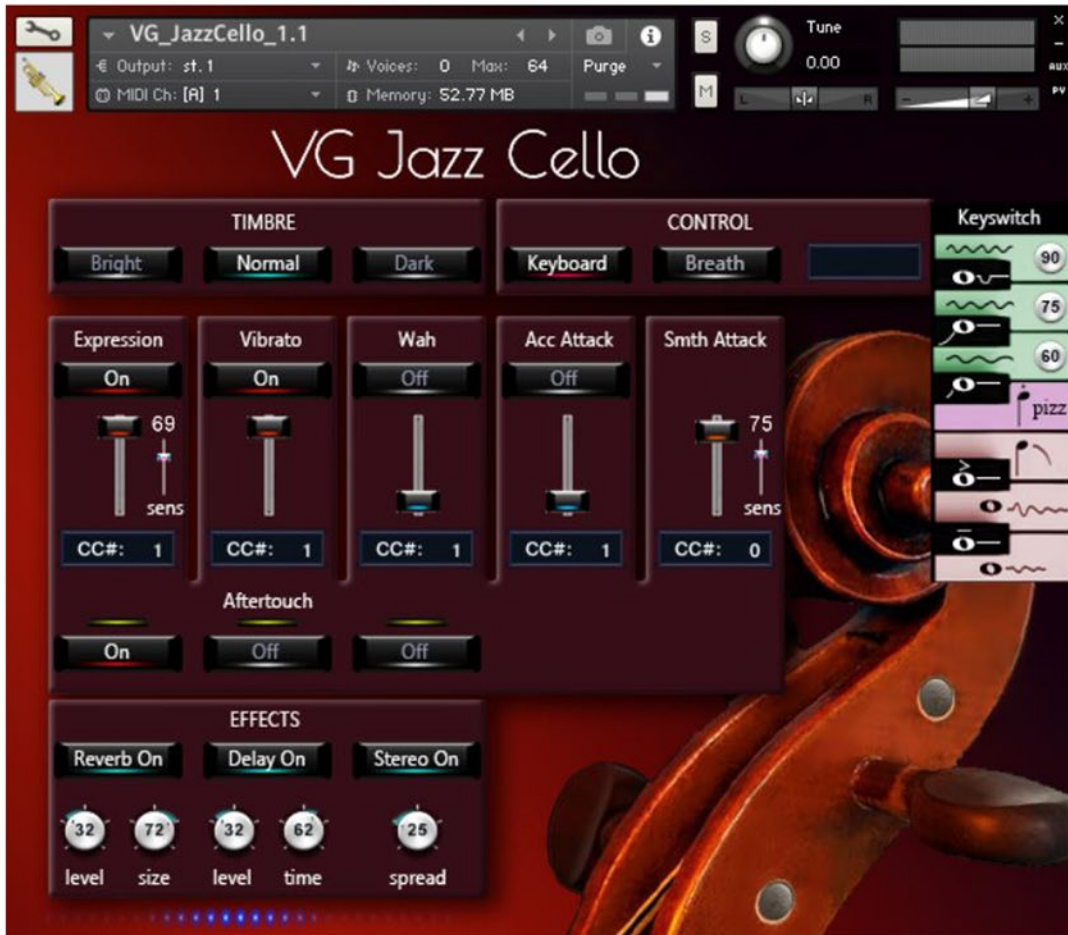 VG_JazzCello_1.1
Output: st. 1
Voices: 0 Max: 64
Purge
MIDI Ch: [A] 1
Memory: 52.77 MB
S
M
Tune
0.00
L
R
AUX
PV
VG Jazz Cello
TIMBRE
Bright Normal Dark
CONTROL
Keyboard Breath
Keyswitch
90
75
60
pizz
Expression Vibrato Wah Acc Attack Smth Attack
On On Off Off
69 75
sens sens
CC#: 1 CC#: 1 CC#: 1 CC#: 1 CC#: 0
Aftertouch
On Off Off
EFFECTS
Reverb On Delay On Stereo On
32 72 32 62 25
level size level time spread